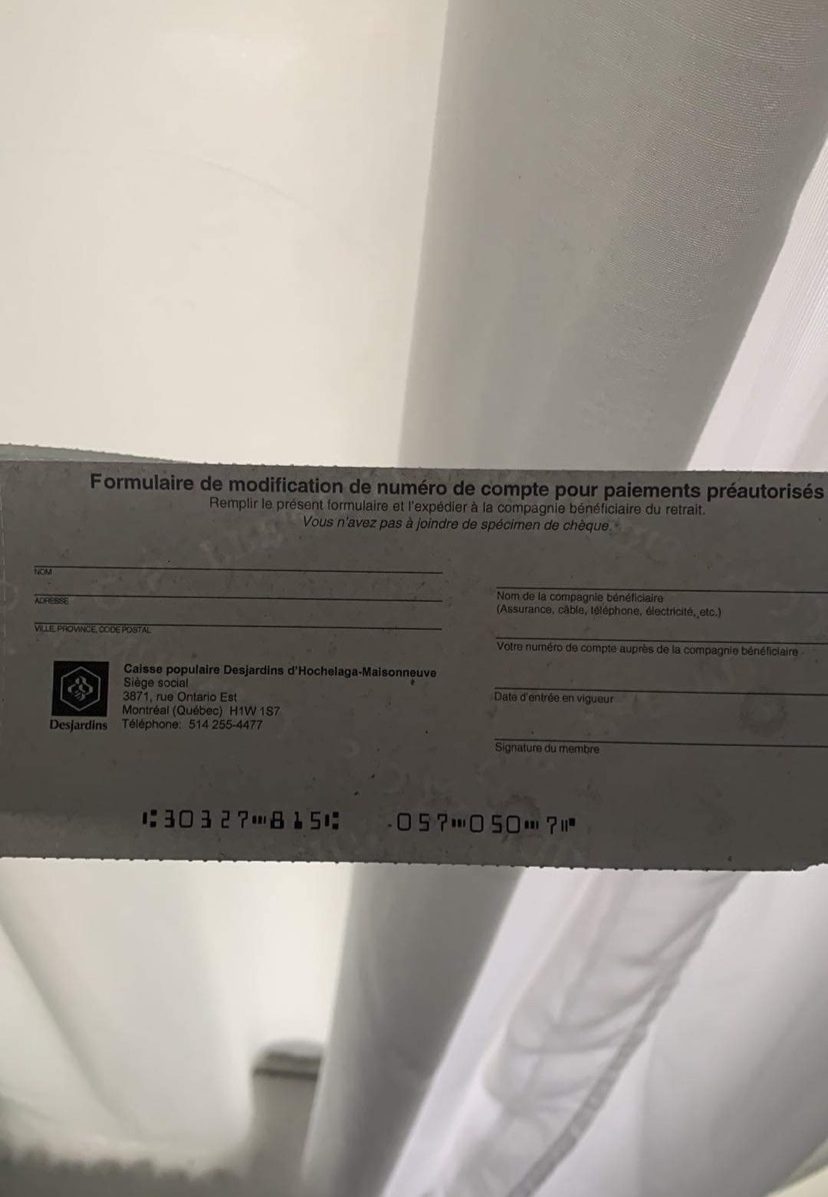 Formulaire de modification de numéro de compte pour paiements préautorisés
Remplir le présent formulaire et l'expédier à la compagnie bénéficiaire du retrait.
Vous n'avez pas à joindre de spécimen de chèque.
NOM
ADRESSE
VILLE, PROVINCE, CODE POSTAL
Nom de la compagnie bénéficiaire
(Assurance, câble, téléphone, électricité, etc.)
Votre numéro de compte auprès de la compagnie bénéficiaire
Date d'entrée en vigueur
Signature du membre
Desjardins
Caisse populaire Desjardins d'Hochelaga-Maisonneuve
Siège social
3871, rue Ontario Est
Montréal (Québec) H1W 1S7
Téléphone: 514 255-4477
⑆30327⑉815⑆ 057⑉050⑉7⑈